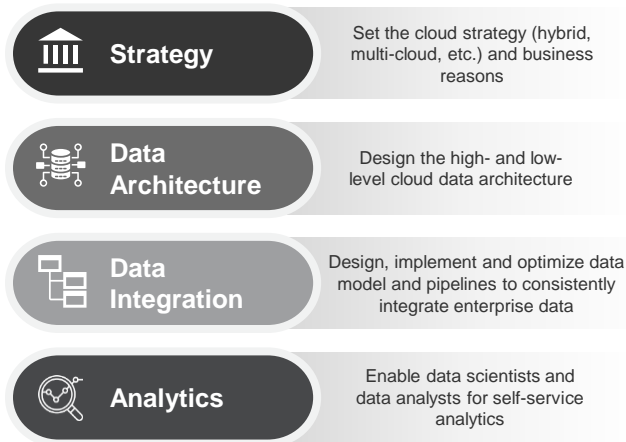 Strategy
Set the cloud strategy (hybrid,
multi-cloud, etc.) and business
reasons
Data
Architecture
Design the high- and low-
level cloud data architecture
Data
Integration
Design, implement and optimize data
model and pipelines to consistently
integrate enterprise data
Analytics
Enable data scientists and
data analysts for self-service
analytics